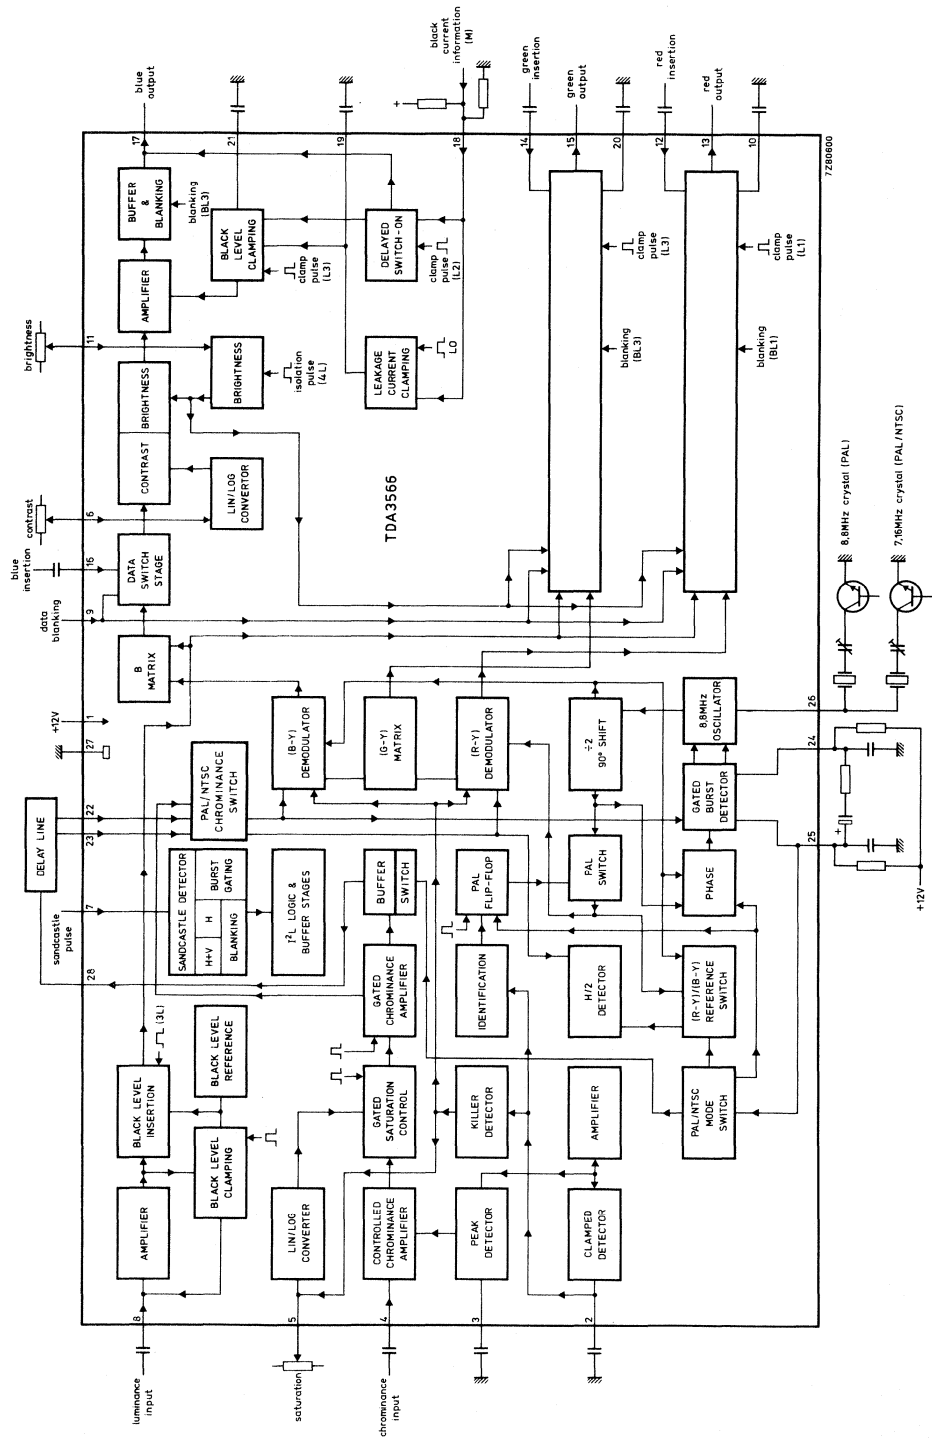 luminance
input
8
AMPLIFIER
BLACK LEVEL
CLAMPING
BLACK LEVEL
INSERTION
(3L)
BLACK LEVEL
REFERENCE
28
sandcastle
pulse
7
DELAY LINE
SANDCASTLE DETECTOR
H+V
H
BURST
GATING
BLANKING
I²L LOGIC &
BUFFER STAGES
23
22
PAL/NTSC
CHROMINANCE
SWITCH
27
+12V
1
B
MATRIX
data
blanking
9
blue
insertion
16
DATA
SWITCH
STAGE
contrast
6
CONTRAST
BRIGHTNESS
LIN/LOG
CONVERTOR
brightness
11
BRIGHTNESS
isolation
pulse
(4L)
AMPLIFIER
BUFFER
&
BLANKING
blanking
(BL3)
17
blue
output
BLACK
LEVEL
CLAMPING
clamp
pulse
(L3)
21
19
LEAKAGE
CURRENT
CLAMPING
L0
DELAYED
SWITCH-ON
clamp
pulse
(L2)
18
+
black
current
information
(M)
TDA3566
saturation
5
LIN/LOG
CONVERTER
chrominance
input
4
CONTROLLED
CHROMINANCE
AMPLIFIER
GATED
SATURATION
CONTROL
GATED
CHROMINANCE
AMPLIFIER
BUFFER
SWITCH
3
PEAK
DETECTOR
KILLER
DETECTOR
IDENTIFICATION
PAL
FLIP-FLOP
2
CLAMPED
DETECTOR
AMPLIFIER
H/2
DETECTOR
PAL
SWITCH
(B-Y)
DEMODULATOR
(G-Y)
MATRIX
(R-Y)
DEMODULATOR
÷2
90° SHIFT
PAL/NTSC
MODE
SWITCH
(R-Y)/(B-Y)
REFERENCE
SWITCH
PHASE
GATED
BURST
DETECTOR
8,8MHz
OSCILLATOR
25
24
26
+
+12V
8,8MHz crystal (PAL)
7,16MHz crystal (PAL/NTSC)
blanking
(BL3)
clamp
pulse
(L3)
14
green
insertion
15
green
output
20
blanking
(BL1)
clamp
pulse
(L1)
12
red
insertion
13
red
output
10
7Z80600